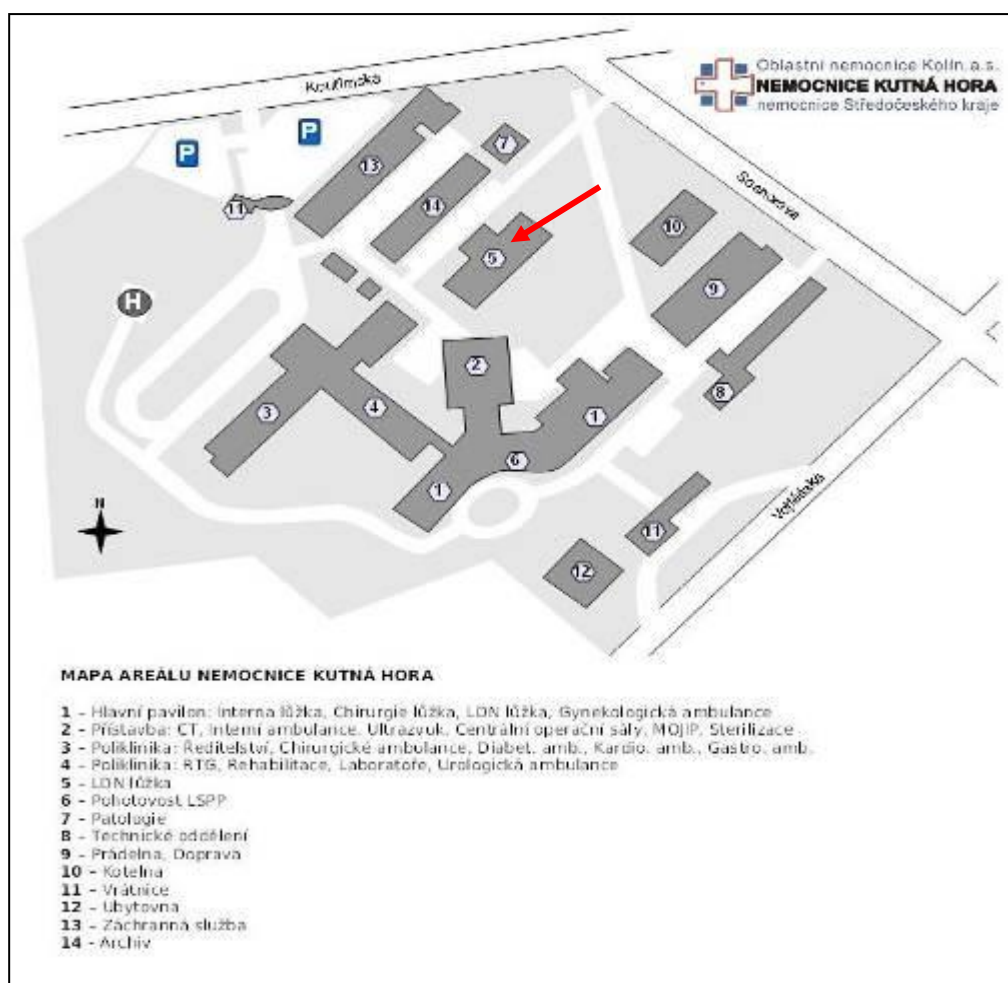 Oblastní nemocnice Kolín a.s.
NEMOCNICE KUTNÁ HORA
nemocnice Středočeského kraje
Kouřimská
P
P
7
13
11
14
10
5
9
H
2
8
3
4
1
6
1
N
11
12
MAPA AREÁLU NEMOCNICE KUTNÁ HORA
1 - Hlavní pavilon: Interna lůžka, Chirurgie lůžka, LDN lůžka, Gynekologická ambulance
2 - Přístavba: CT, Interní ambulance, Ultrazvuk, Centrální operační sály, MOJIP, Sterilizace
3 - Poliklinika: Ředitelství, Chirurgické ambulance, Diabet. amb., Kardio. amb., Gastro. amb.
4 - Poliklinika: RTG, Rehabilitace, Laboratoře, Urologická ambulance
5 - LDN lůžka
6 - Pohotovost LSPP
7 - Patologie
8 - Technické oddělení
9 - Prádelna, Doprava
10 - Kotelna
11 - Vrátnice
12 - Ubytovna
13 - Záchranná služba
14 - Archiv